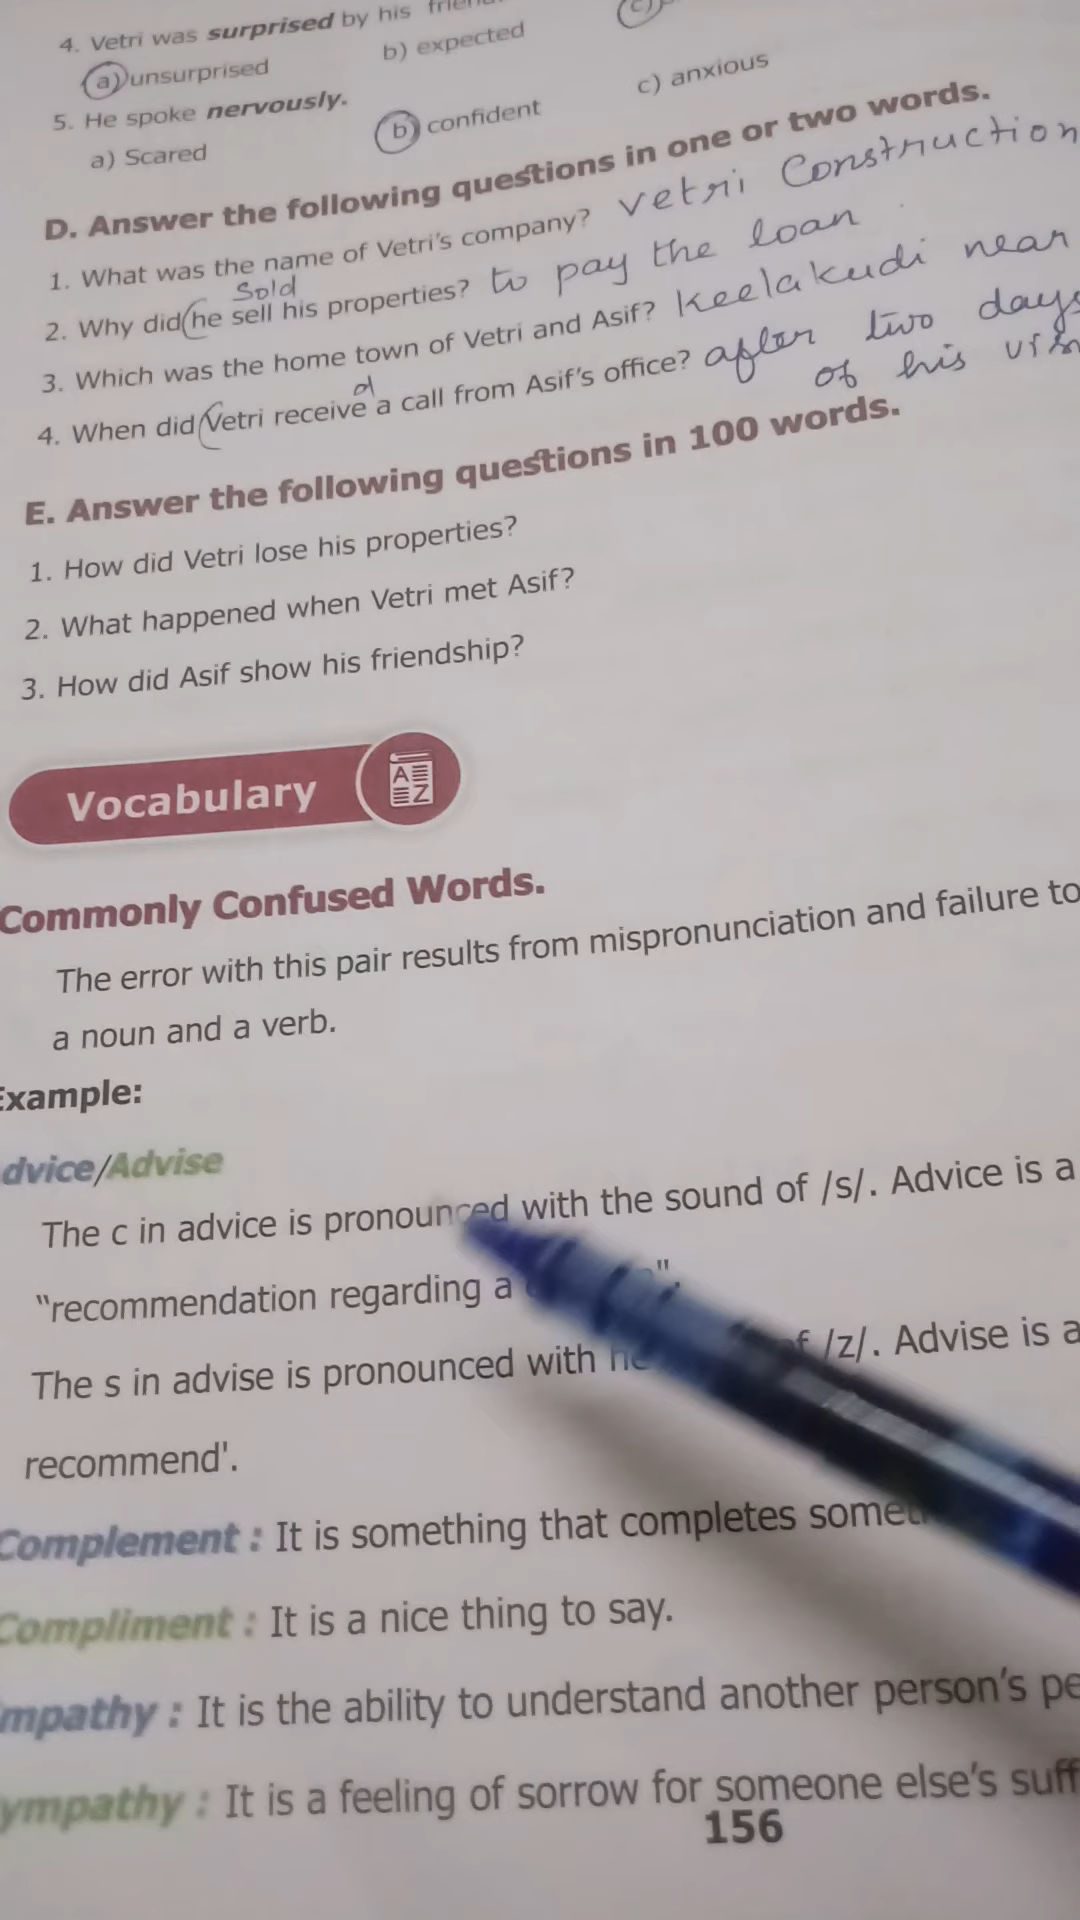 4. Vetri was surprised by his
a) unsurprised b) expected c)
5. He spoke nervously.
a) Scared b) confident c) anxious
D. Answer the following questions in one or two words.
1. What was the name of Vetri's company? vetri Construction
sold
2. Why did he sell his properties? to pay the loan
3. Which was the home town of Vetri and Asif? Keelakudi near
d
4. When did Vetri receive a call from Asif's office? after two days
of his
E. Answer the following questions in 100 words.
1. How did Vetri lose his properties?
2. What happened when Vetri met Asif?
3. How did Asif show his friendship?
Vocabulary
A
Z
Commonly Confused Words.
The error with this pair results from mispronunciation and failure to
a noun and a verb.
Example:
dvice/Advise
The c in advice is pronounced with the sound of /s/. Advice is a
"recommendation regarding a ".
The s in advise is pronounced with of /z/. Advise is a
recommend'.
Complement : It is something that completes
Compliment : It is a nice thing to say.
mpathy : It is the ability to understand another person's pe
ympathy : It is a feeling of sorrow for someone else's suff
156